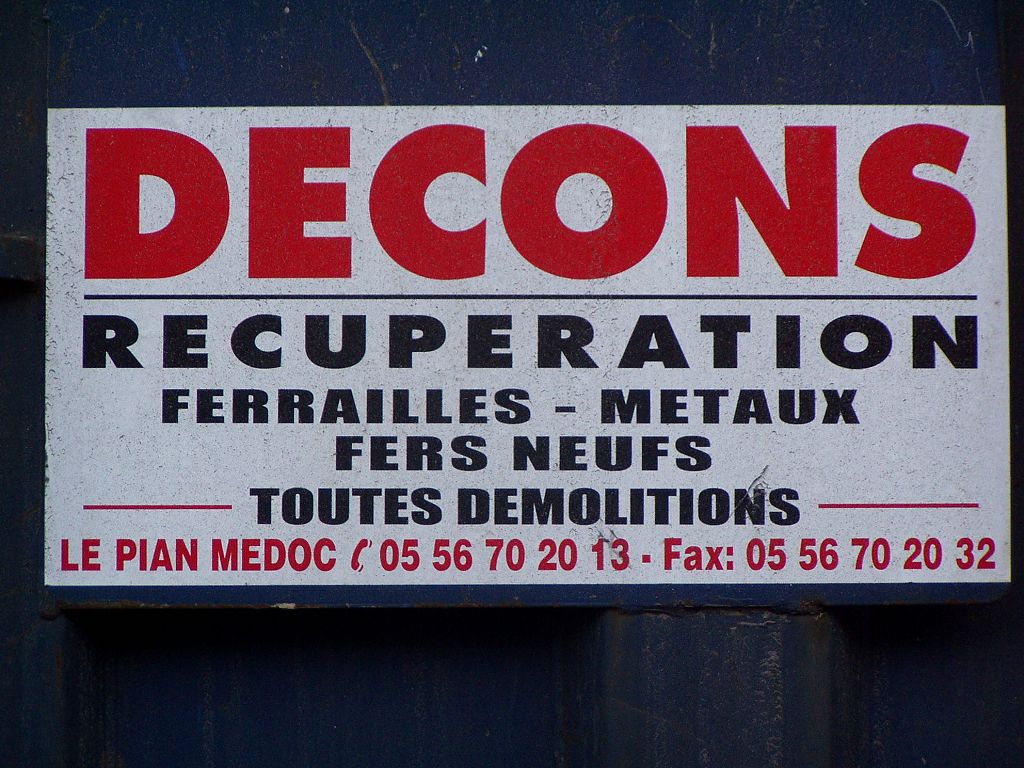 DECONS
RECUPERATION
FERRAILLES - METAUX
FERS NEUFS
TOUTES DEMOLITIONS
LE PIAN MEDOC 05 56 70 20 13 - Fax: 05 56 70 20 32